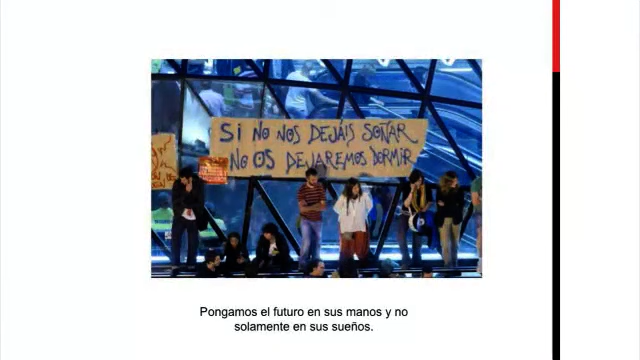 SI NO NOS DEJÁIS SOÑAR
NO OS DEJAREMOS DORMIR
Pongamos el futuro en sus manos y no
solamente en sus sueños.